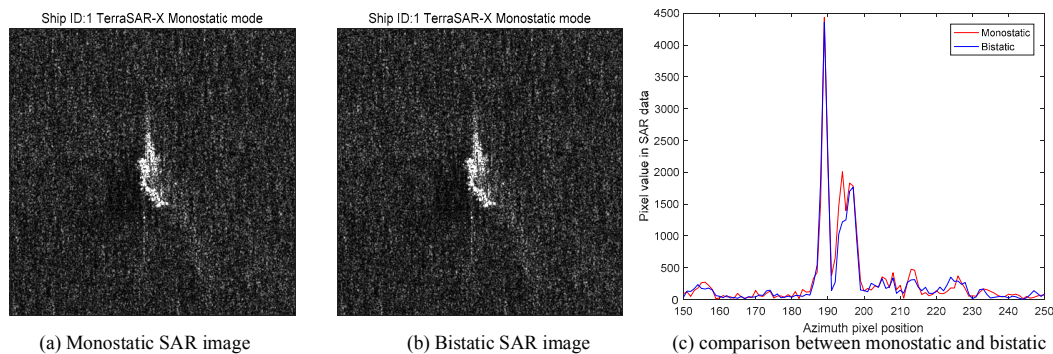 Ship ID:1 TerraSAR-X Monostatic mode
(a) Monostatic SAR image
Ship ID:1 TerraSAR-X Monostatic mode
(b) Bistatic SAR image
Pixel value in SAR data
4500
4000
3500
3000
2500
2000
1500
1000
500
0
Monostatic
Bistatic
150 160 170 180 190 200 210 220 230 240 250
Azimuth pixel position
(c) comparison between monostatic and bistatic